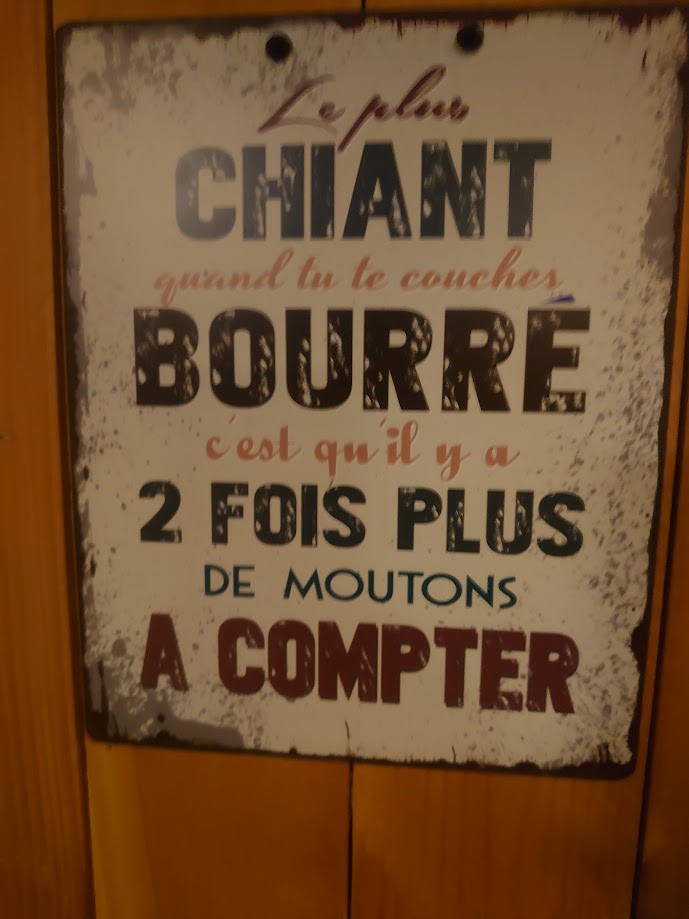 Le plus
CHIANT
quand tu te couches
BOURRÉ
c'est qu'il y a
2 FOIS PLUS
DE MOUTONS
A COMPTER